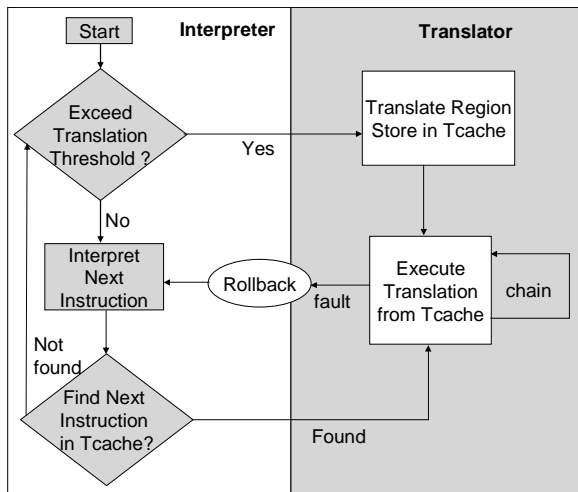 Start
Interpreter
Translator
Exceed
Translation
Threshold ?
Yes
Translate Region
Store in Tcache
No
Interpret
Next
Instruction
Rollback
fault
Execute
Translation
from Tcache
chain
Not
found
Find Next
Instruction
in Tcache?
Found